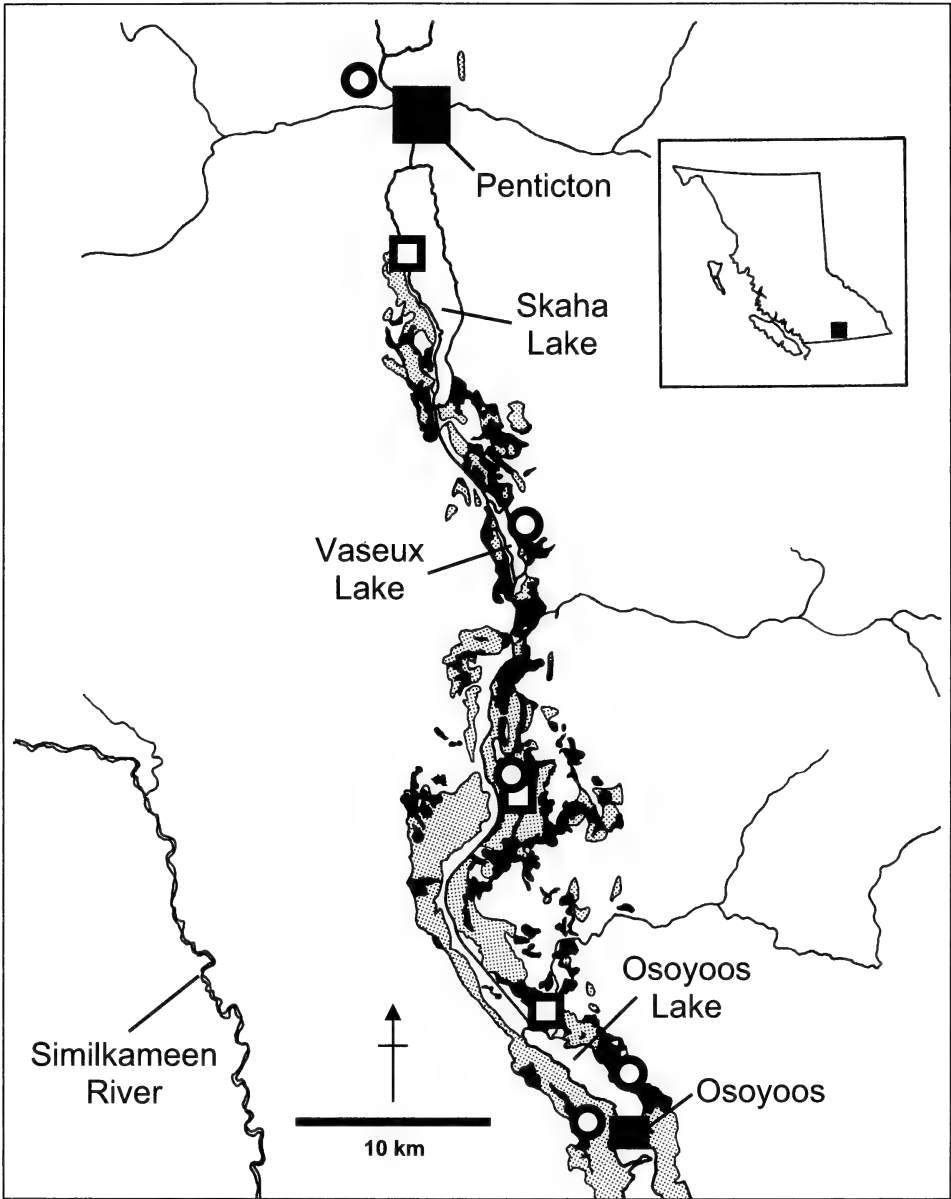 Penticton
Skaha
Lake
Vaseux
Lake
Osoyoos
Lake
Similkameen
River
Osoyoos
10 km